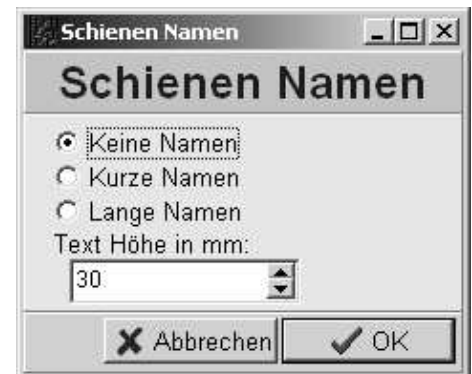 Schienen Namen
Schienen Namen
Keine Namen
Kurze Namen
Lange Namen
Text Höhe in mm:
30
Abbrechen OK